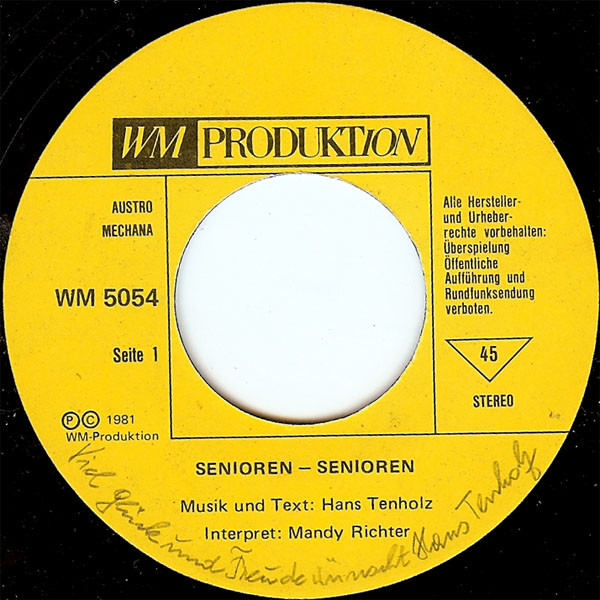 WM PRODUKTION
AUSTRO
MECHANA
WM 5054
Seite 1
Ⓟ Ⓒ 1981
WM-Produktion
Alle Hersteller-
und Urheber-
rechte vorbehalten:
Überspielung
Öffentliche
Aufführung und
Rundfunksendung
verboten.
45
STEREO
SENIOREN – SENIOREN
Musik und Text: Hans Tenholz
Interpret: Mandy Richter
Viel Glück und Freude wünscht Hans Tenholz